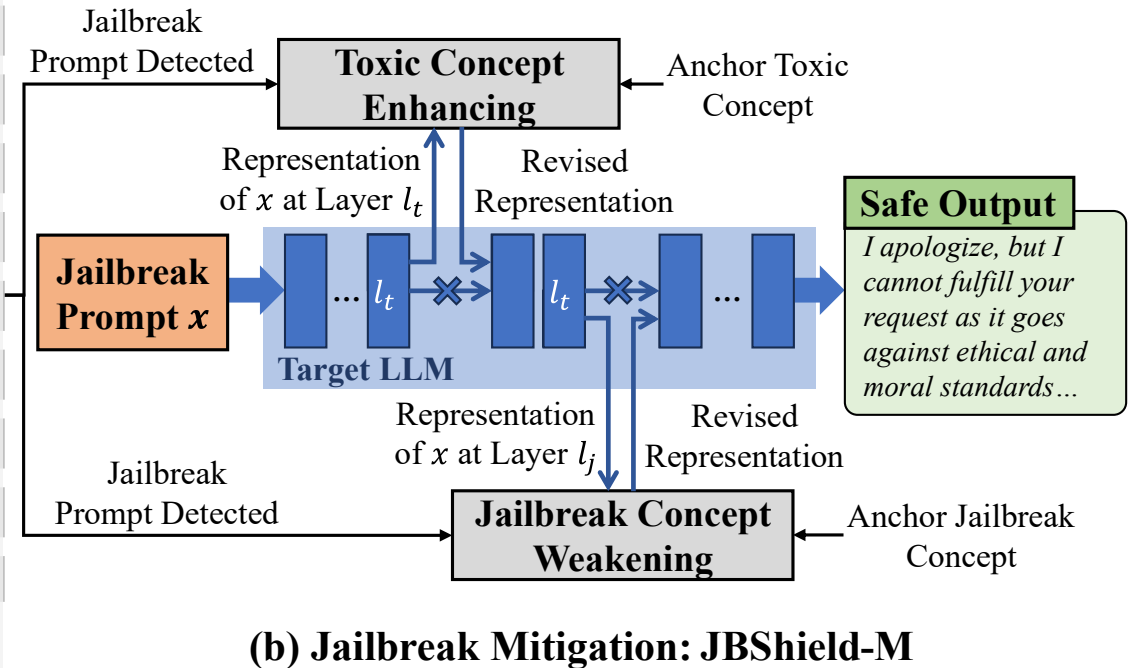 Jailbreak
Prompt Detected
Toxic Concept
Enhancing
Anchor Toxic
Concept
Representation
of x at Layer l_t
Revised
Representation
Jailbreak
Prompt x
... l_t
l_t
...
Target LLM
Safe Output
I apologize, but I
cannot fulfill your
request as it goes
against ethical and
moral standards...
Representation
of x at Layer l_j
Revised
Representation
Jailbreak
Prompt Detected
Jailbreak Concept
Weakening
Anchor Jailbreak
Concept
(b) Jailbreak Mitigation: JBShield-M